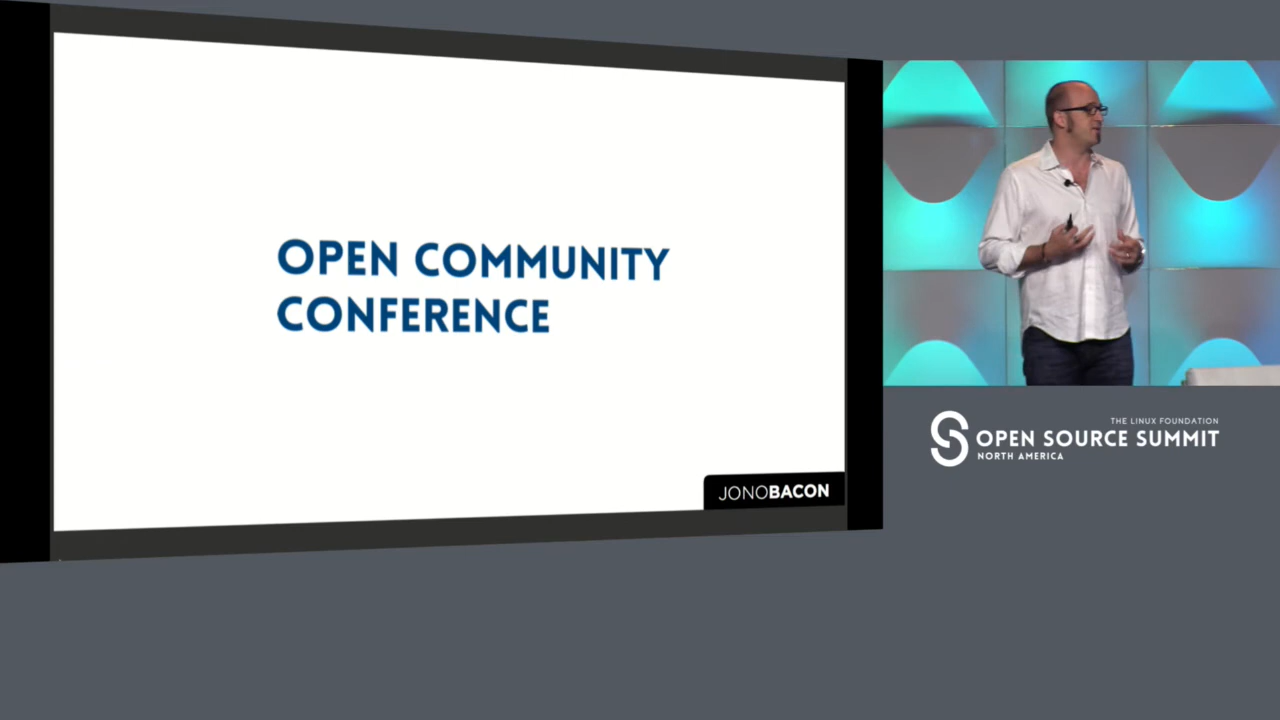 OPEN COMMUNITY
CONFERENCE
JONOBACON
THE LINUX FOUNDATION
OPEN SOURCE SUMMIT
NORTH AMERICA